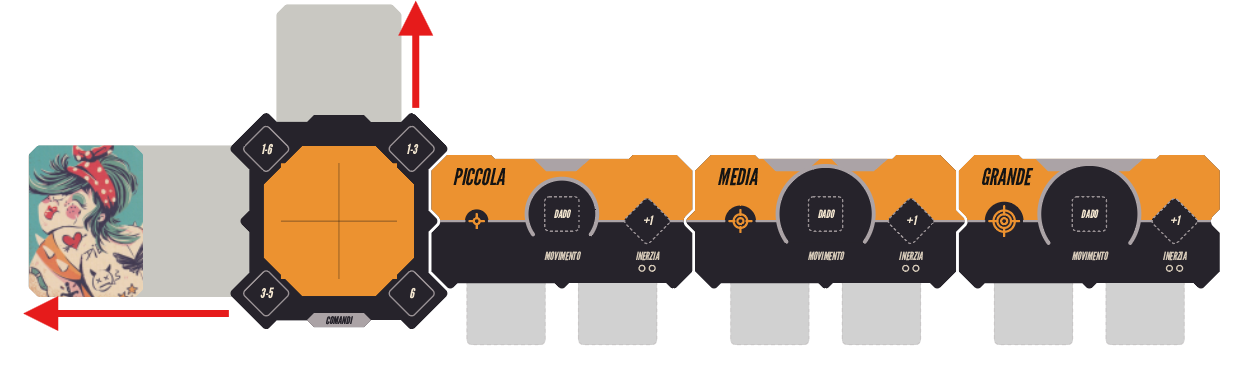 1-6
1-3
3-5
6
COMANDI
PICCOLA
DADO
+1
MOVIMENTO
INERZIA
MEDIA
DADO
+1
MOVIMENTO
INERZIA
GRANDE
DADO
+1
MOVIMENTO
INERZIA